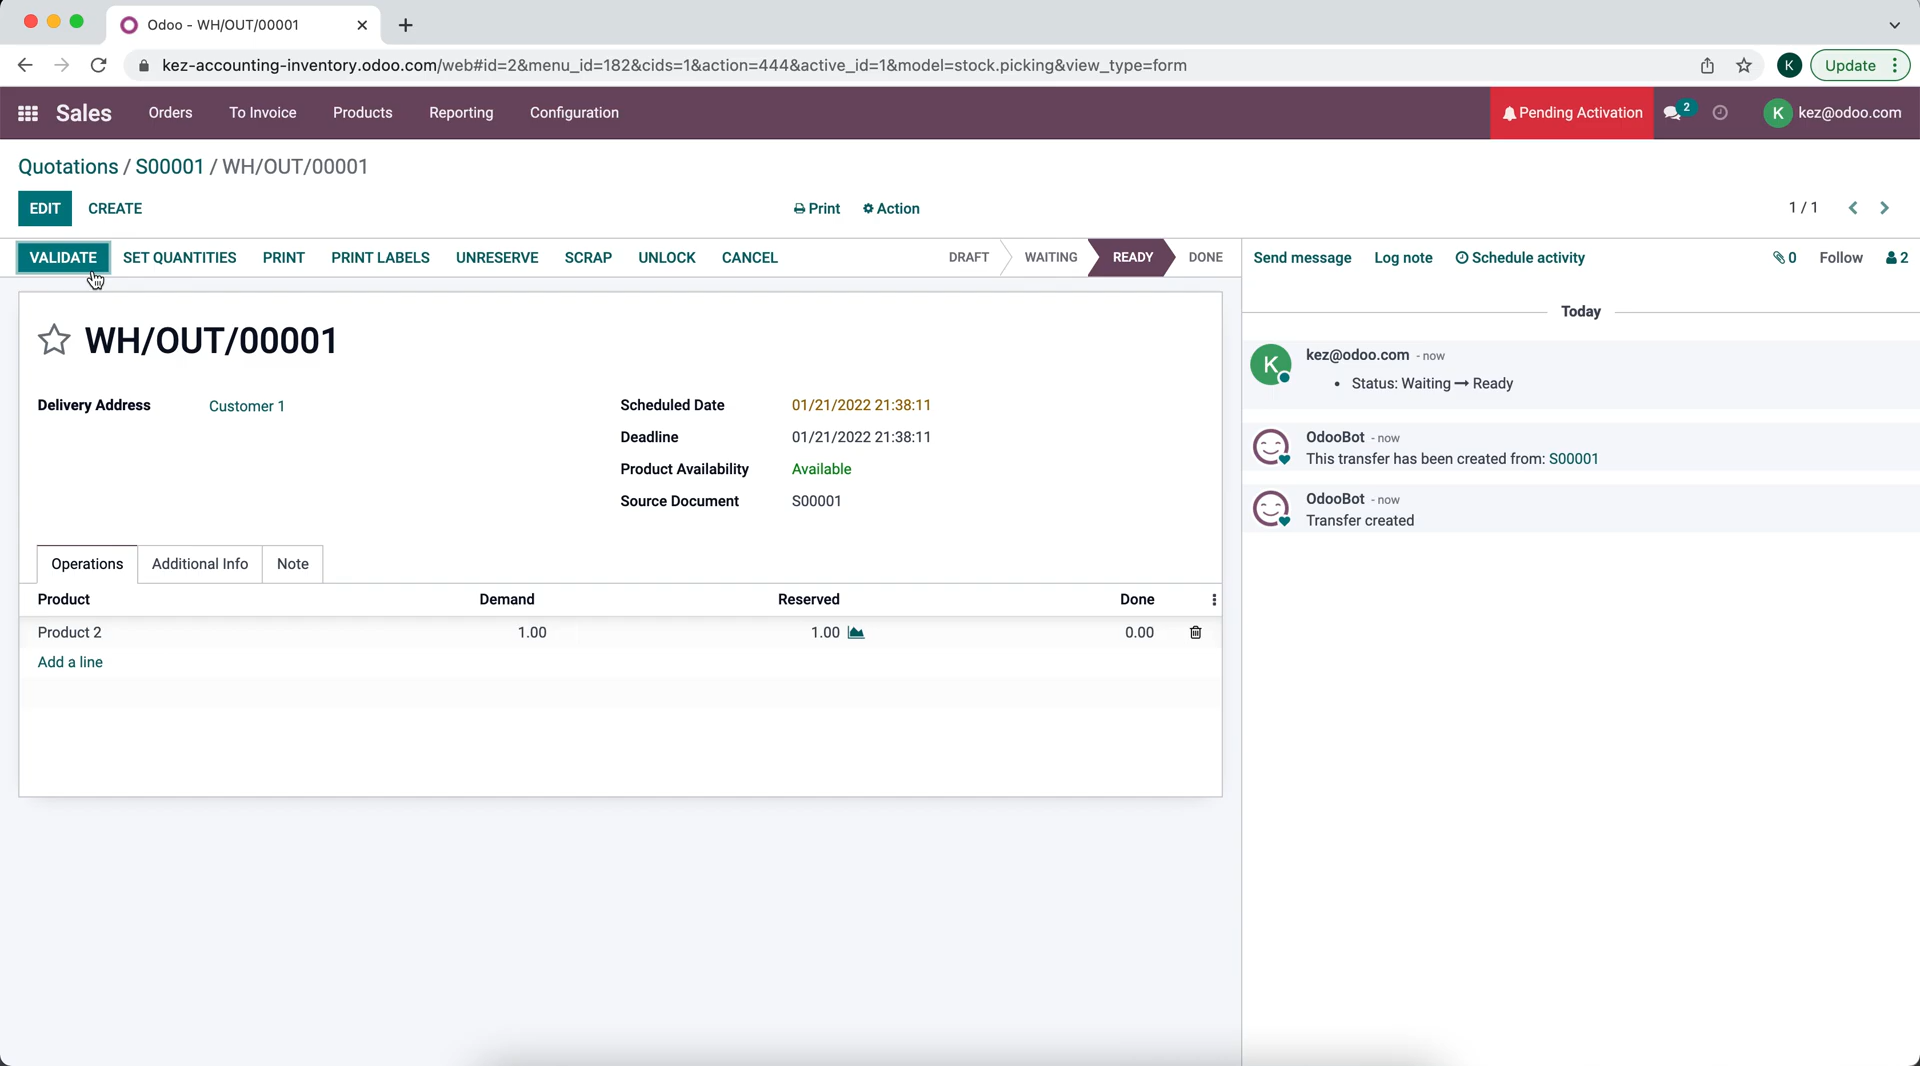 Odoo - WH/OUT/00001
kez-accounting-inventory.odoo.com/web#id=2&menu_id=182&cids=1&action=444&active_id=1&model=stock.picking&view_type=form
K
Update
Sales
Orders
To Invoice
Products
Reporting
Configuration
Pending Activation
2
K
kez@odoo.com
Quotations / S00001 / WH/OUT/00001
EDIT
CREATE
Print
Action
1 / 1
VALIDATE
SET QUANTITIES
PRINT
PRINT LABELS
UNRESERVE
SCRAP
UNLOCK
CANCEL
DRAFT
WAITING
READY
DONE
Send message
Log note
Schedule activity
0
Follow
2
WH/OUT/00001
Delivery Address
Customer 1
Scheduled Date
01/21/2022 21:38:11
Deadline
01/21/2022 21:38:11
Product Availability
Available
Source Document
S00001
Operations
Additional Info
Note
Product
Demand
Reserved
Done
Product 2
1.00
1.00
0.00
Add a line
Today
K
kez@odoo.com - now
• Status: Waiting → Ready
OdooBot - now
This transfer has been created from: S00001
OdooBot - now
Transfer created